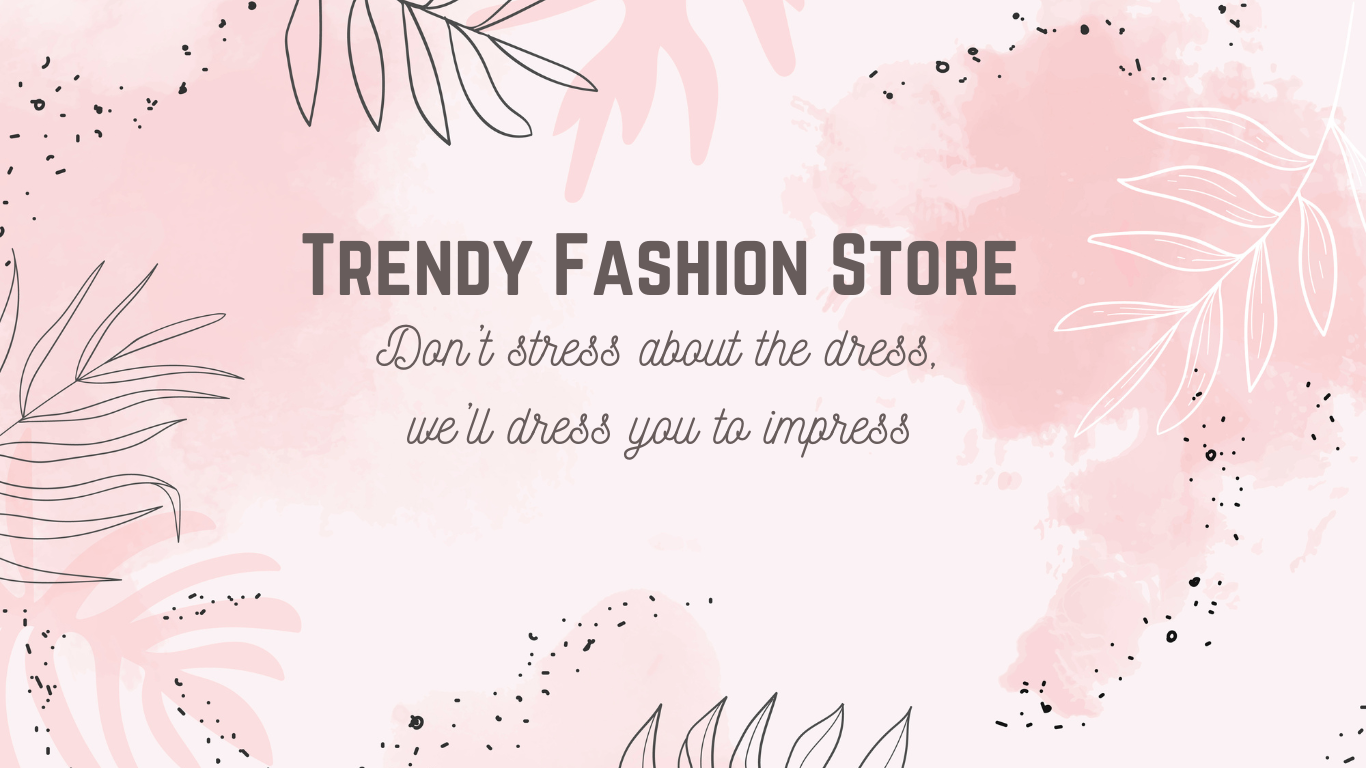 Trendy Fashion Store
Don't stress about the dress,
we'll dress you to impress